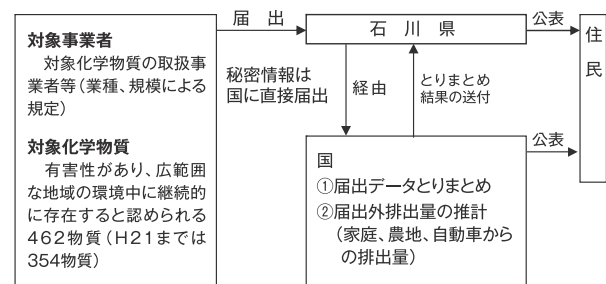 対象事業者
対象化学物質の取扱事
業者等(業種、規模による
規定)
対象化学物質
有害性があり、広範囲
な地域の環境中に継続的
に存在すると認められる
462物質(H21までは
354物質)
届出
秘密情報は
国に直接届出
石川県
経由
とりまとめ
結果の送付
国
①届出データとりまとめ
②届出外排出量の推計
(家庭、農地、自動車から
の排出量)
公表
公表
住民